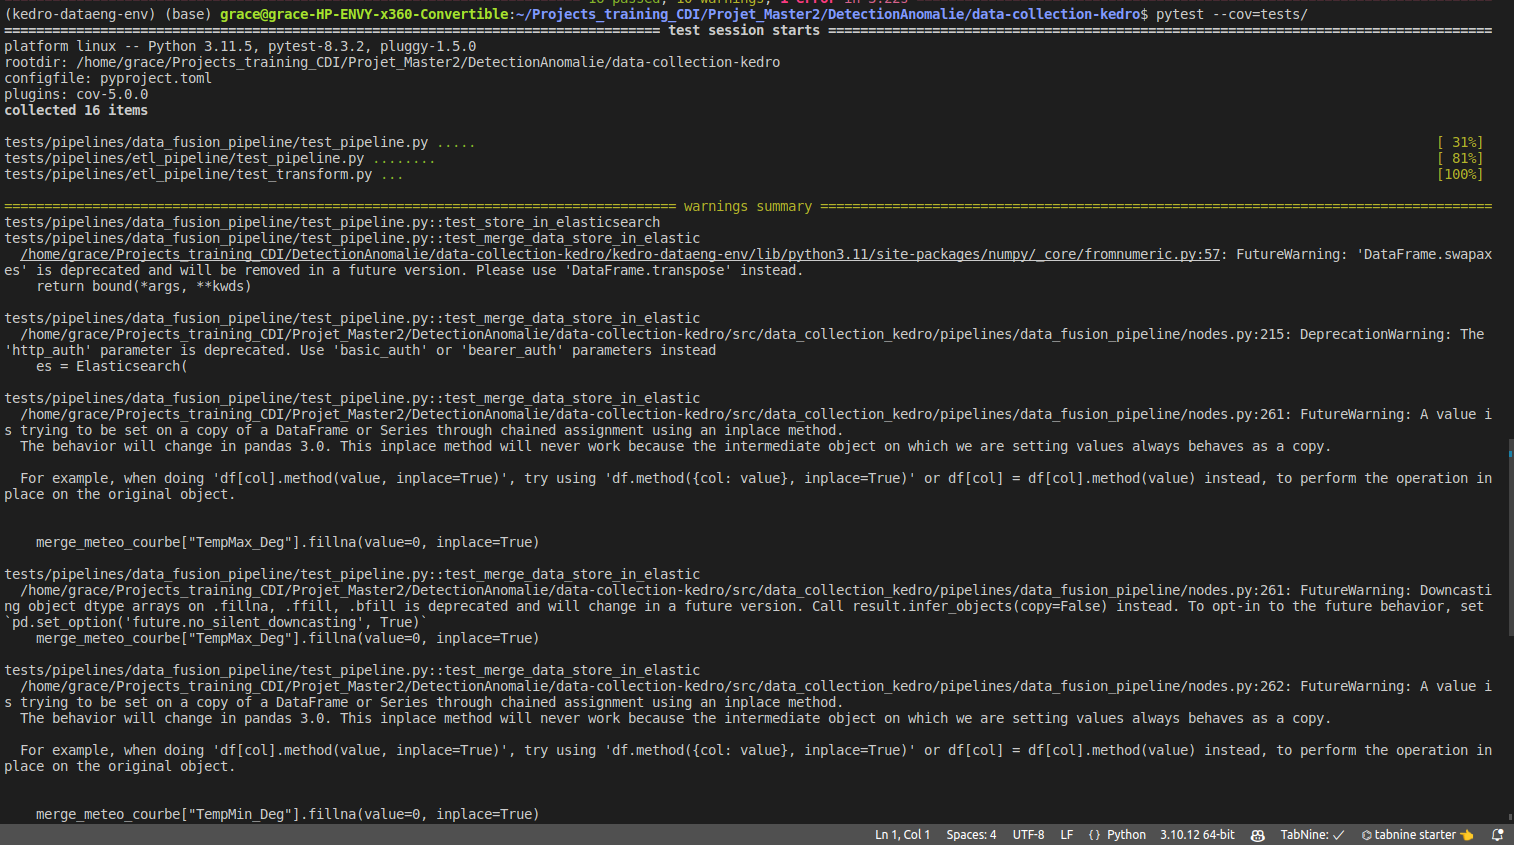 16 passed, 16 warnings, 1 error in 5.22s
(kedro-dataeng-env) (base) grace@grace-HP-ENVY-x360-Convertible:~/Projects_training_CDI/Projet_Master2/DetectionAnomalie/data-collection-kedro$ pytest --cov=tests/
================================================================================== test session starts ===================================================================================
platform linux -- Python 3.11.5, pytest-8.3.2, pluggy-1.5.0
rootdir: /home/grace/Projects_training_CDI/Projet_Master2/DetectionAnomalie/data-collection-kedro
configfile: pyproject.toml
plugins: cov-5.0.0
collected 16 items
tests/pipelines/data_fusion_pipeline/test_pipeline.py ..... [ 31%]
tests/pipelines/etl_pipeline/test_pipeline.py ........ [ 81%]
tests/pipelines/etl_pipeline/test_transform.py ... [100%]
==================================================================================== warnings summary ====================================================================================
tests/pipelines/data_fusion_pipeline/test_pipeline.py::test_store_in_elasticsearch
tests/pipelines/data_fusion_pipeline/test_pipeline.py::test_merge_data_store_in_elastic
/home/grace/Projects_training_CDI/DetectionAnomalie/data-collection-kedro/kedro-dataeng-env/lib/python3.11/site-packages/numpy/_core/fromnumeric.py:57: FutureWarning: 'DataFrame.swapax
es' is deprecated and will be removed in a future version. Please use 'DataFrame.transpose' instead.
return bound(*args, **kwds)
tests/pipelines/data_fusion_pipeline/test_pipeline.py::test_merge_data_store_in_elastic
/home/grace/Projects_training_CDI/Projet_Master2/DetectionAnomalie/data-collection-kedro/src/data_collection_kedro/pipelines/data_fusion_pipeline/nodes.py:215: DeprecationWarning: The
'http_auth' parameter is deprecated. Use 'basic_auth' or 'bearer_auth' parameters instead
es = Elasticsearch(
tests/pipelines/data_fusion_pipeline/test_pipeline.py::test_merge_data_store_in_elastic
/home/grace/Projects_training_CDI/Projet_Master2/DetectionAnomalie/data-collection-kedro/src/data_collection_kedro/pipelines/data_fusion_pipeline/nodes.py:261: FutureWarning: A value i
s trying to be set on a copy of a DataFrame or Series through chained assignment using an inplace method.
The behavior will change in pandas 3.0. This inplace method will never work because the intermediate object on which we are setting values always behaves as a copy.
For example, when doing 'df[col].method(value, inplace=True)', try using 'df.method({col: value}, inplace=True)' or df[col] = df[col].method(value) instead, to perform the operation in
place on the original object.
merge_meteo_courbe["TempMax_Deg"].fillna(value=0, inplace=True)
tests/pipelines/data_fusion_pipeline/test_pipeline.py::test_merge_data_store_in_elastic
/home/grace/Projects_training_CDI/Projet_Master2/DetectionAnomalie/data-collection-kedro/src/data_collection_kedro/pipelines/data_fusion_pipeline/nodes.py:261: FutureWarning: Downcasti
ng object dtype arrays on .fillna, .ffill, .bfill is deprecated and will change in a future version. Call result.infer_objects(copy=False) instead. To opt-in to the future behavior, set
`pd.set_option('future.no_silent_downcasting', True)`
merge_meteo_courbe["TempMax_Deg"].fillna(value=0, inplace=True)
tests/pipelines/data_fusion_pipeline/test_pipeline.py::test_merge_data_store_in_elastic
/home/grace/Projects_training_CDI/Projet_Master2/DetectionAnomalie/data-collection-kedro/src/data_collection_kedro/pipelines/data_fusion_pipeline/nodes.py:262: FutureWarning: A value i
s trying to be set on a copy of a DataFrame or Series through chained assignment using an inplace method.
The behavior will change in pandas 3.0. This inplace method will never work because the intermediate object on which we are setting values always behaves as a copy.
For example, when doing 'df[col].method(value, inplace=True)', try using 'df.method({col: value}, inplace=True)' or df[col] = df[col].method(value) instead, to perform the operation in
place on the original object.
merge_meteo_courbe["TempMin_Deg"].fillna(value=0, inplace=True)
Ln 1, Col 1 Spaces: 4 UTF-8 LF { } Python 3.10.12 64-bit TabNine: ✓ tabnine starter 👈